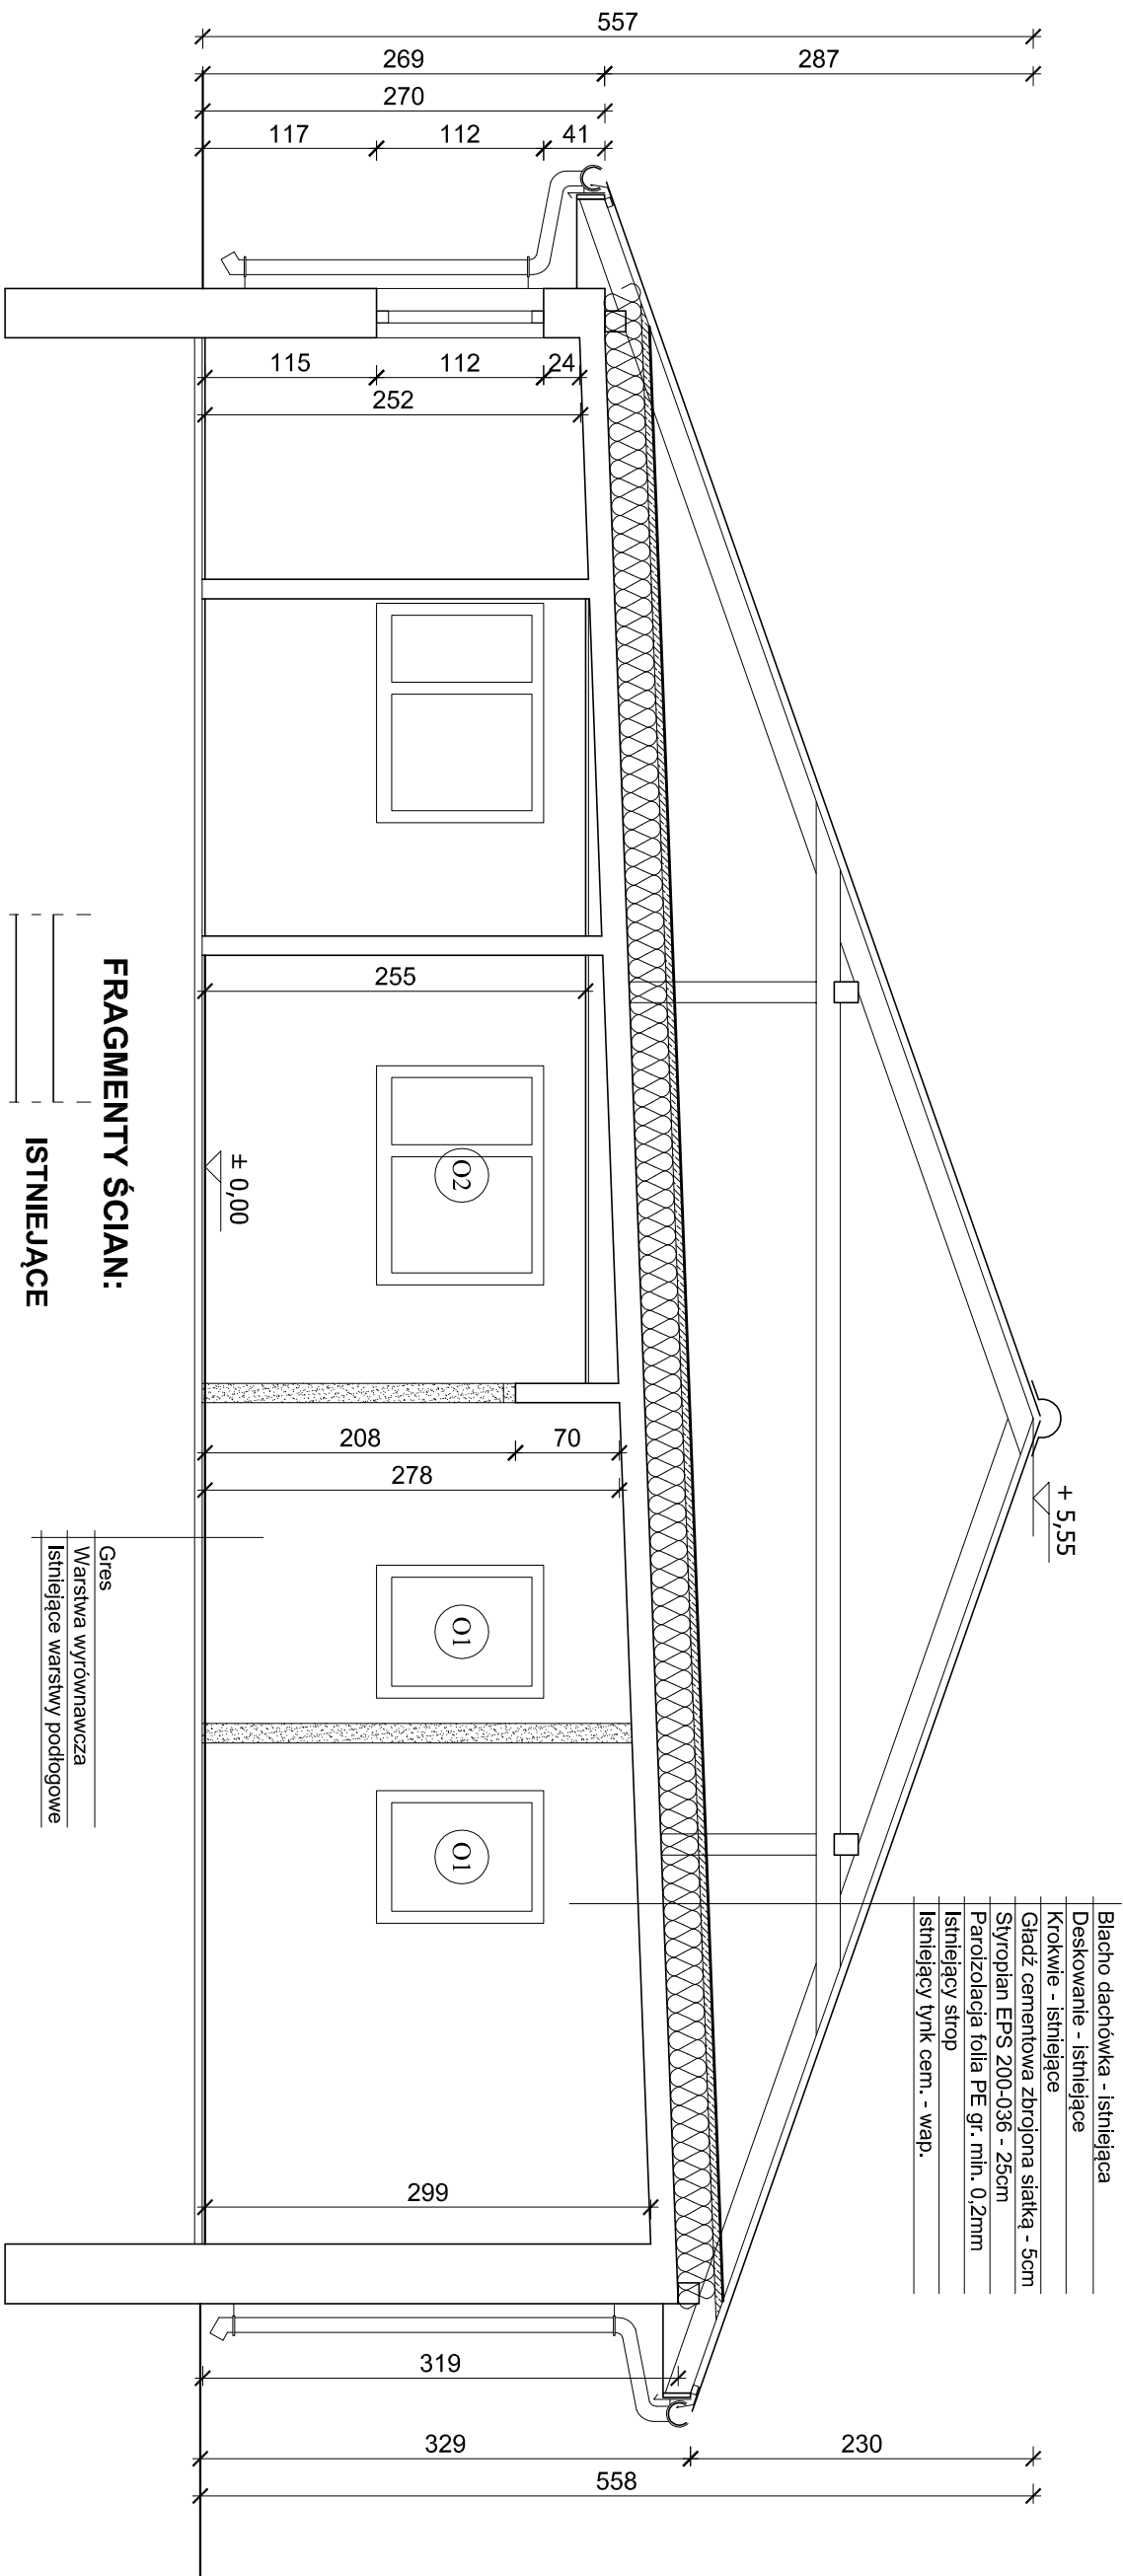 557
269
287
270
117
112
41
115
112
24
252
255
O2
± 0,00
+ 5,55
208
70
278
O1
O1
299
319
329
230
558
Blacho dachówka - istniejąca
Deskowanie - istniejące
Krokwie - istniejące
Gładź cementowa zbrojona siatką - 5cm
Styropian EPS 200-036 - 25cm
Paroizolacja folia PE gr. min. 0,2mm
Istniejący strop
Istniejący tynk cem. - wap.
Gres
Warstwa wyrównawcza
Istniejące warstwy podłogowe
FRAGMENTY ŚCIAN:
ISTNIEJĄCE